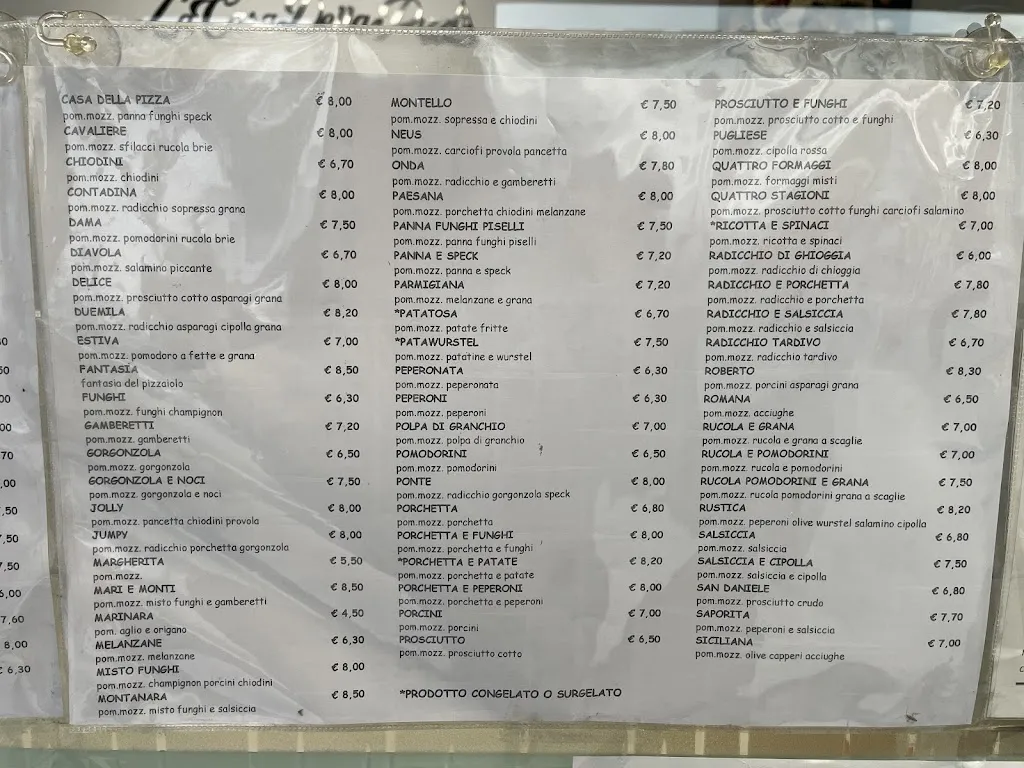 CASA DELLA PIZZA € 8,00
pom.mozz. panna funghi speck
CAVALIERE € 8,00
pom.mozz. sfilacci rucola brie
CHIODINI € 6,70
pom.mozz. chiodini
CONTADINA € 8,00
pom.mozz. radicchio sopressa grana
DAMA € 7,50
pom.mozz. pomodorini rucola brie
DIAVOLA € 6,70
pom.mozz. salamino piccante
DELICE € 8,00
pom.mozz. prosciutto cotto asparagi grana
DUEMILA € 8,20
pom.mozz. radicchio asparagi cipolla grana
ESTIVA € 7,00
pom.mozz. pomodoro a fette e grana
FANTASIA € 8,50
fantasia del pizzaiolo
FUNGHI € 6,30
pom.mozz. funghi champignon
GAMBERETTI € 7,20
pom.mozz. gamberetti
GORGONZOLA € 6,50
pom.mozz. gorgonzola
GORGONZOLA E NOCI € 7,50
pom.mozz. gorgonzola e noci
JOLLY € 8,00
pom.mozz. pancetta chiodini provola
JUMPY € 8,00
pom.mozz. radicchio porchetta gorgonzola
MARGHERITA € 5,50
pom.mozz.
MARI E MONTI € 8,50
pom.mozz. misto funghi e gamberetti
MARINARA € 4,50
pom. aglio e origano
MELANZANE € 6,30
pom.mozz. melanzane
MISTO FUNGHI € 8,00
pom.mozz. champignon porcini chiodini
MONTANARA € 8,50
pom.mozz. misto funghi e salsiccia
MONTELLO € 7,50
pom.mozz. sopressa e chiodini
NEUS € 8,00
pom.mozz. carciofi provola pancetta
ONDA € 7,80
pom.mozz. radicchio e gamberetti
PAESANA € 8,00
pom.mozz. porchetta chiodini melanzane
PANNA FUNGHI PISELLI € 7,50
pom.mozz. panna funghi piselli
PANNA E SPECK € 7,20
pom.mozz. panna e speck
PARMIGIANA € 7,20
pom.mozz. melanzane e grana
*PATATOSA € 6,70
pom.mozz. patate fritte
*PATAWURSTEL € 7,50
pom.mozz. patatine e wurstel
PEPERONATA € 6,30
pom.mozz. peperonata
PEPERONI € 6,30
pom.mozz. peperoni
POLPA DI GRANCHIO € 7,00
pom.mozz. polpa di granchio
POMODORINI € 6,50
pom.mozz. pomodorini
PONTE € 8,00
pom.mozz. radicchio gorgonzola speck
PORCHETTA € 6,80
pom.mozz. porchetta
PORCHETTA E FUNGHI € 8,00
pom.mozz. porchetta e funghi
*PORCHETTA E PATATE € 8,20
pom.mozz. porchetta e patate
PORCHETTA E PEPERONI € 8,00
pom.mozz. porchetta e peperoni
PORCINI € 7,00
pom.mozz. porcini
PROSCIUTTO € 6,50
pom.mozz. prosciutto cotto
*PRODOTTO CONGELATO O SURGELATO
PROSCIUTTO E FUNGHI € 7,20
pom.mozz. prosciutto cotto e funghi
PUGLIESE € 6,30
pom.mozz. cipolla rossa
QUATTRO FORMAGGI € 8,00
pom.mozz. formaggi misti
QUATTRO STAGIONI € 8,00
pom.mozz. prosciutto cotto funghi carciofi salamino
*RICOTTA E SPINACI € 7,00
pom.mozz. ricotta e spinaci
RADICCHIO DI GHIOGGIA € 6,00
pom.mozz. radicchio di chioggia
RADICCHIO E PORCHETTA € 7,80
pom.mozz. radicchio e porchetta
RADICCHIO E SALSICCIA € 7,80
pom.mozz. radicchio e salsiccia
RADICCHIO TARDIVO € 6,70
pom.mozz. radicchio tardivo
ROBERTO € 8,30
pom.mozz. porcini asparagi grana
ROMANA € 6,50
pom.mozz. acciughe
RUCOLA E GRANA € 7,00
pom.mozz. rucola e grana a scaglie
RUCOLA E POMODORINI € 7,00
pom.mozz. rucola e pomodorini
RUCOLA POMODORINI E GRANA € 7,50
pom.mozz. rucola pomodorini grana a scaglie
RUSTICA € 8,20
pom.mozz. peperoni olive wurstel salamino cipolla
SALSICCIA € 6,80
pom.mozz. salsiccia
SALSICCIA E CIPOLLA € 7,50
pom.mozz. salsiccia e cipolla
SAN DANIELE € 6,80
pom.mozz. prosciutto crudo
SAPORITA € 7,70
pom.mozz. peperoni e salsiccia
SICILIANA € 7,00
pom.mozz. olive capperi acciughe